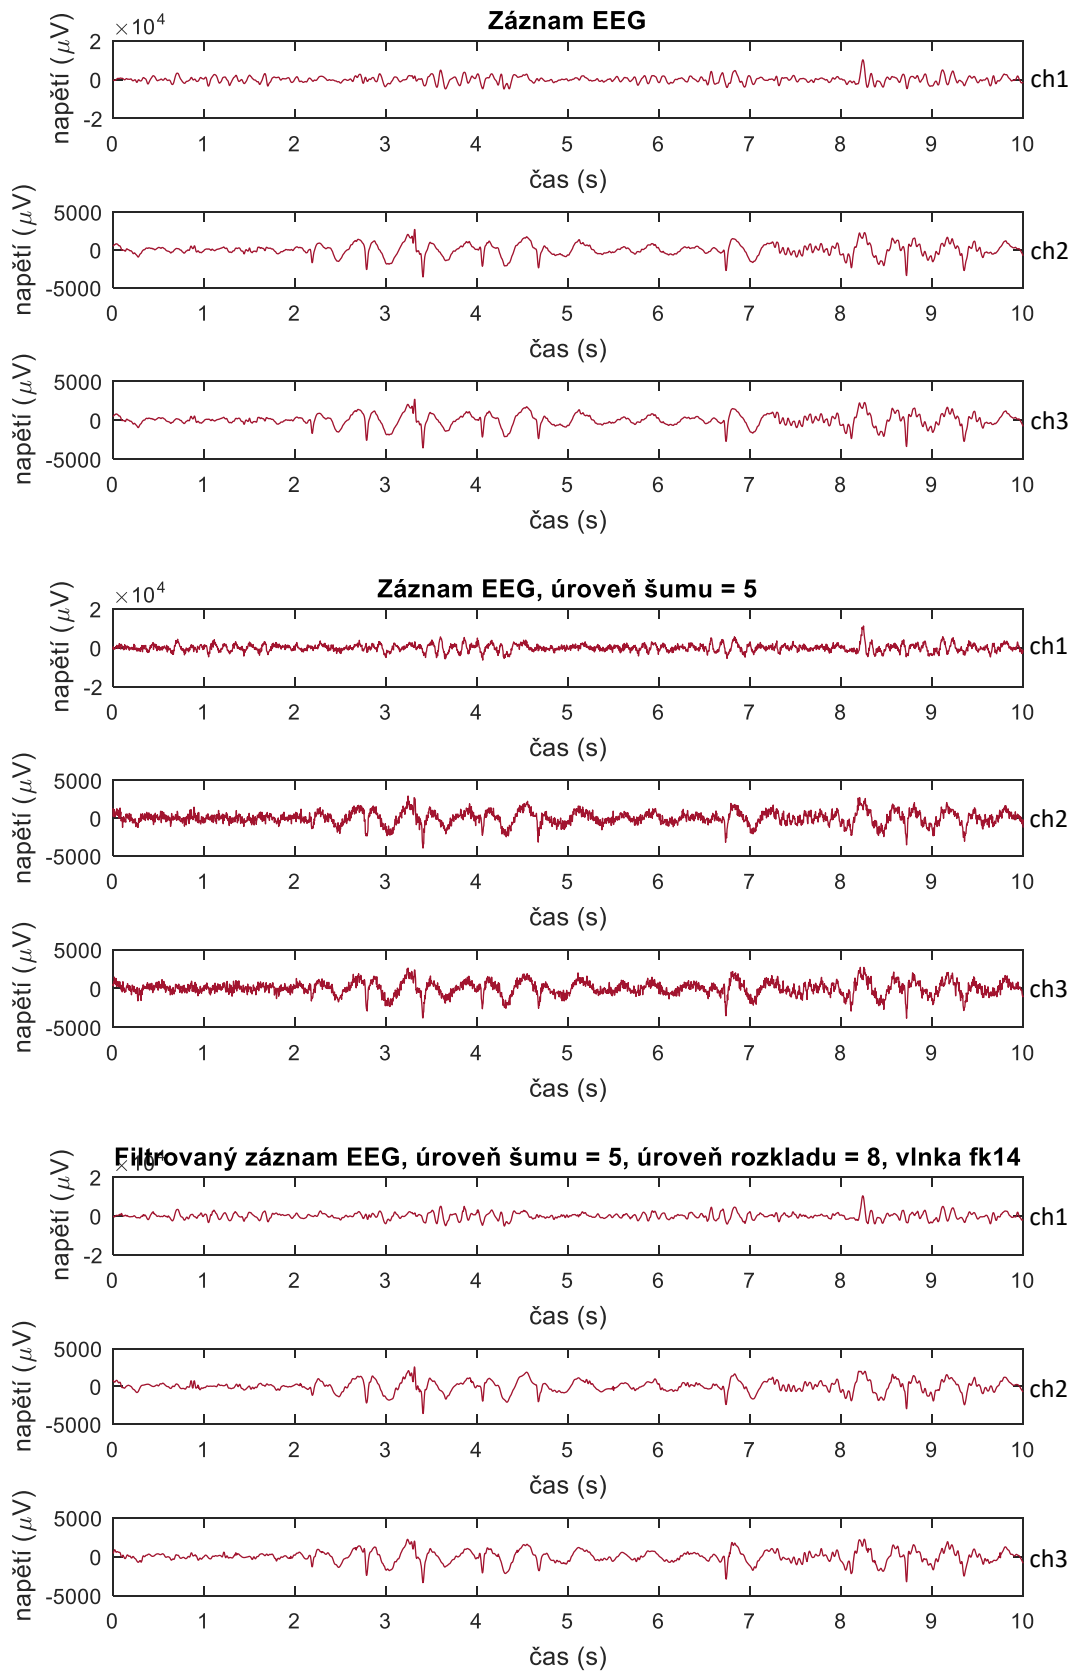 Záznam EEG
×10⁴
2
0
-2
napětí (μV)
0 1 2 3 4 5 6 7 8 9 10
čas (s)
ch1
5000
0
-5000
napětí (μV)
0 1 2 3 4 5 6 7 8 9 10
čas (s)
ch2
5000
0
-5000
napětí (μV)
0 1 2 3 4 5 6 7 8 9 10
čas (s)
ch3
Záznam EEG, úroveň šumu = 5
×10⁴
2
0
-2
napětí (μV)
0 1 2 3 4 5 6 7 8 9 10
čas (s)
ch1
5000
0
-5000
napětí (μV)
0 1 2 3 4 5 6 7 8 9 10
čas (s)
ch2
5000
0
-5000
napětí (μV)
0 1 2 3 4 5 6 7 8 9 10
čas (s)
ch3
Filtrovaný záznam EEG, úroveň šumu = 5, úroveň rozkladu = 8, vlnka fk14
×10⁴
2
0
-2
napětí (μV)
0 1 2 3 4 5 6 7 8 9 10
čas (s)
ch1
5000
0
-5000
napětí (μV)
0 1 2 3 4 5 6 7 8 9 10
čas (s)
ch2
5000
0
-5000
napětí (μV)
0 1 2 3 4 5 6 7 8 9 10
čas (s)
ch3